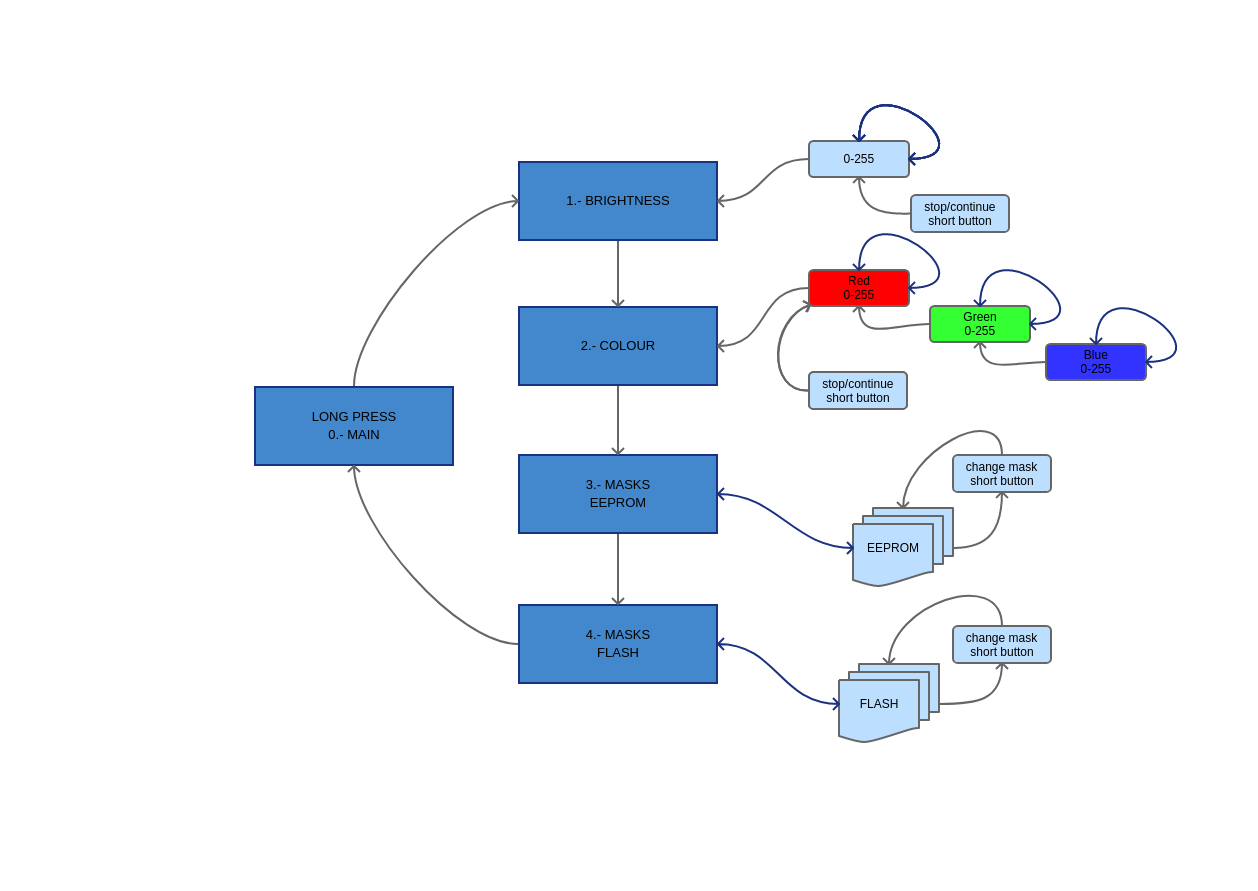 0-255
1.- BRIGHTNESS
stop/continue
short button
Red
0-255
Green
0-255
2.- COLOUR
Blue
0-255
stop/continue
short button
LONG PRESS
0.- MAIN
change mask
short button
3.- MASKS
EEPROM
EEPROM
4.- MASKS
FLASH
change mask
short button
FLASH